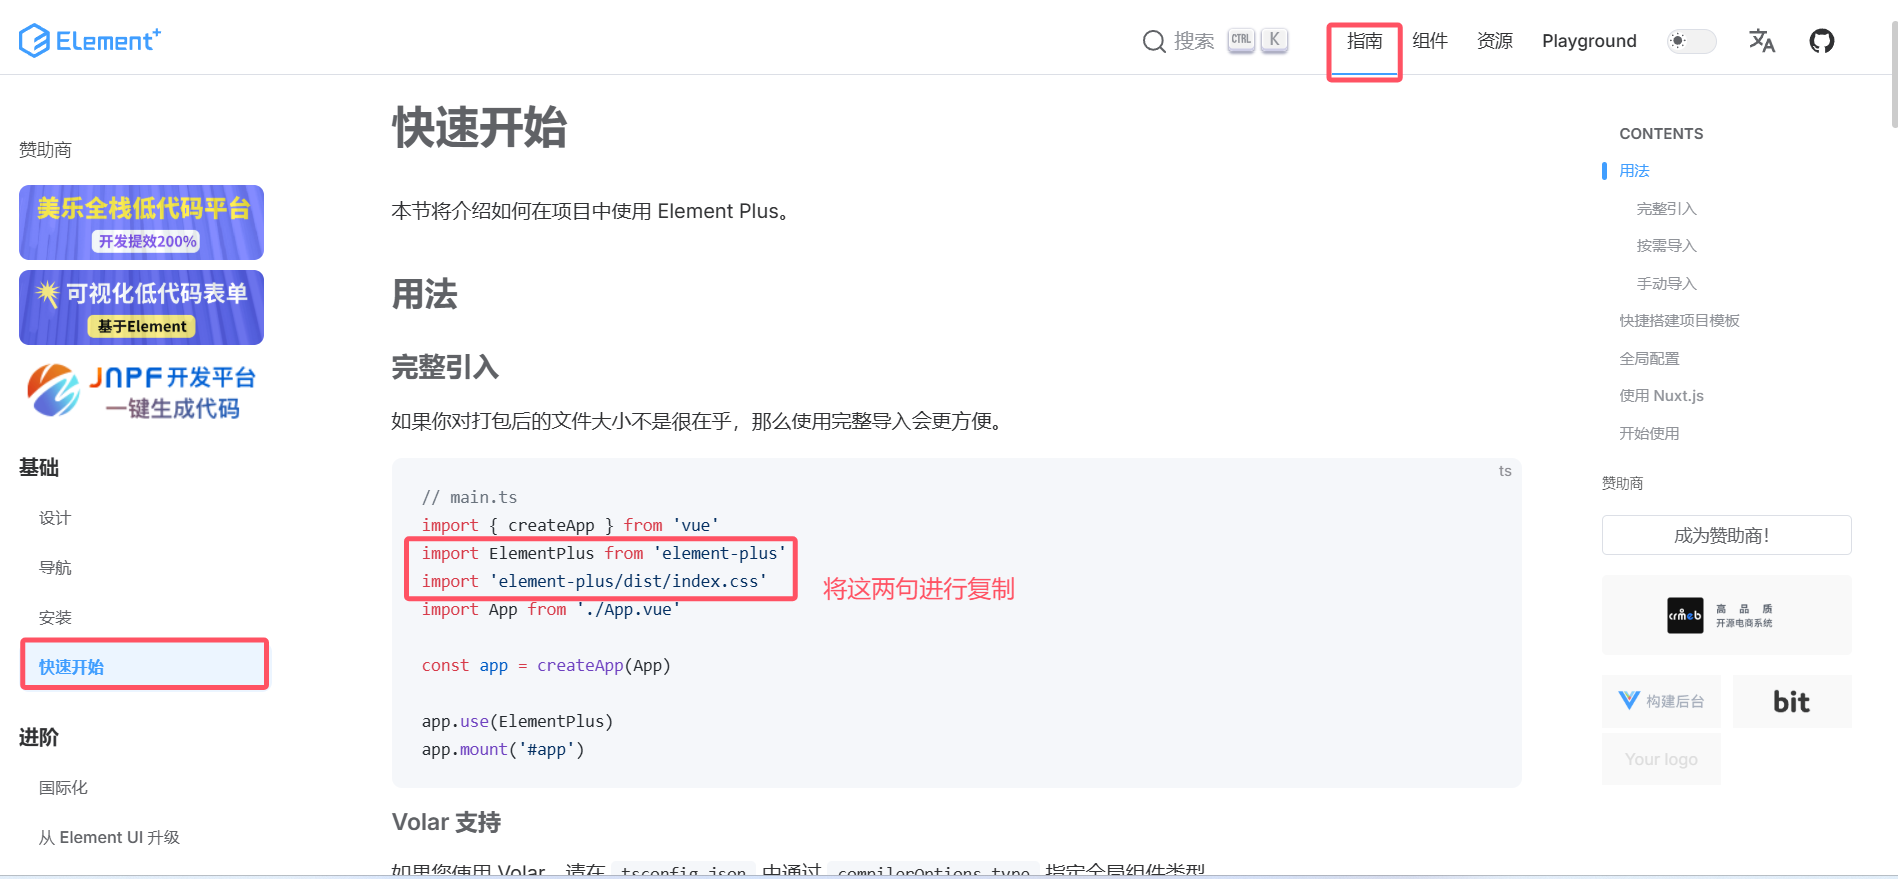 Element+
搜索 CTRL K 指南 组件 资源 Playground 文A
赞助商
美乐全栈低代码平台
开发提效200%
可视化低代码表单
基于Element
JNPF开发平台
一键生成代码
基础
设计
导航
安装
快速开始
进阶
国际化
从 Element UI 升级
快速开始
本节将介绍如何在项目中使用 Element Plus。
用法
完整引入
如果你对打包后的文件大小不是很在乎，那么使用完整导入会更方便。
ts
// main.ts
import { createApp } from 'vue'
import ElementPlus from 'element-plus'
import 'element-plus/dist/index.css'
将这两句进行复制
import App from './App.vue'
const app = createApp(App)
app.use(ElementPlus)
app.mount('#app')
Volar 支持
如果您使用 Volar，请在 tsconfig.json 中通过 compilerOptions.type 指定全局组件类型
CONTENTS
用法
完整引入
按需导入
手动导入
快捷搭建项目模板
全局配置
使用 Nuxt.js
开始使用
赞助商
成为赞助商！
crmeb
高 品 质
开源电商系统
构建后台
bit
Your logo